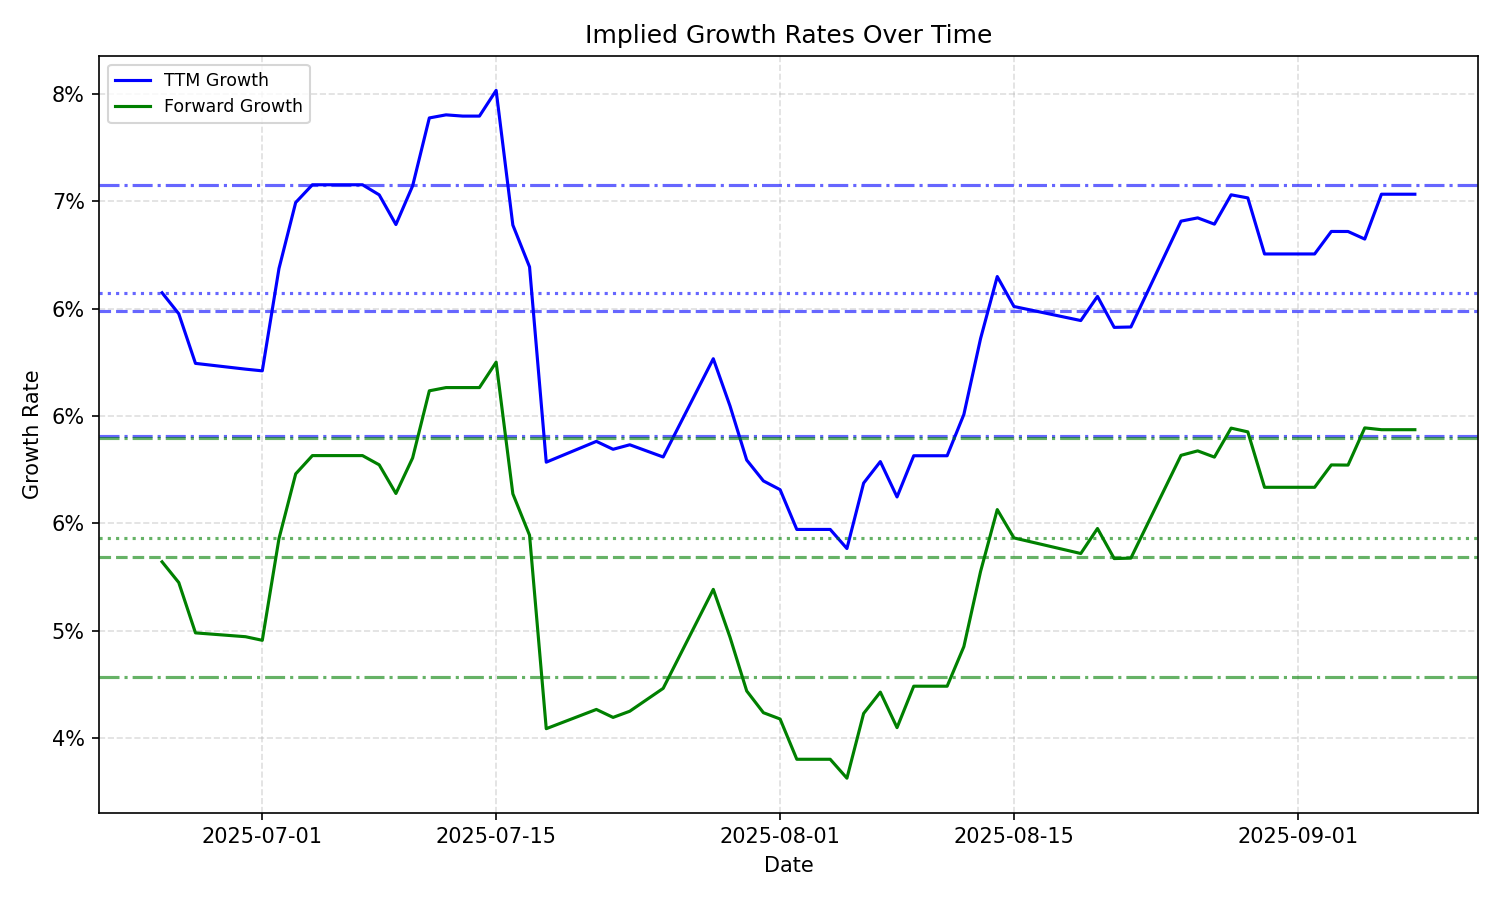 Implied Growth Rates Over Time
TTM Growth
Forward Growth
8%
7%
6%
6%
6%
5%
4%
Growth Rate
2025-07-01
2025-07-15
2025-08-01
2025-08-15
2025-09-01
Date